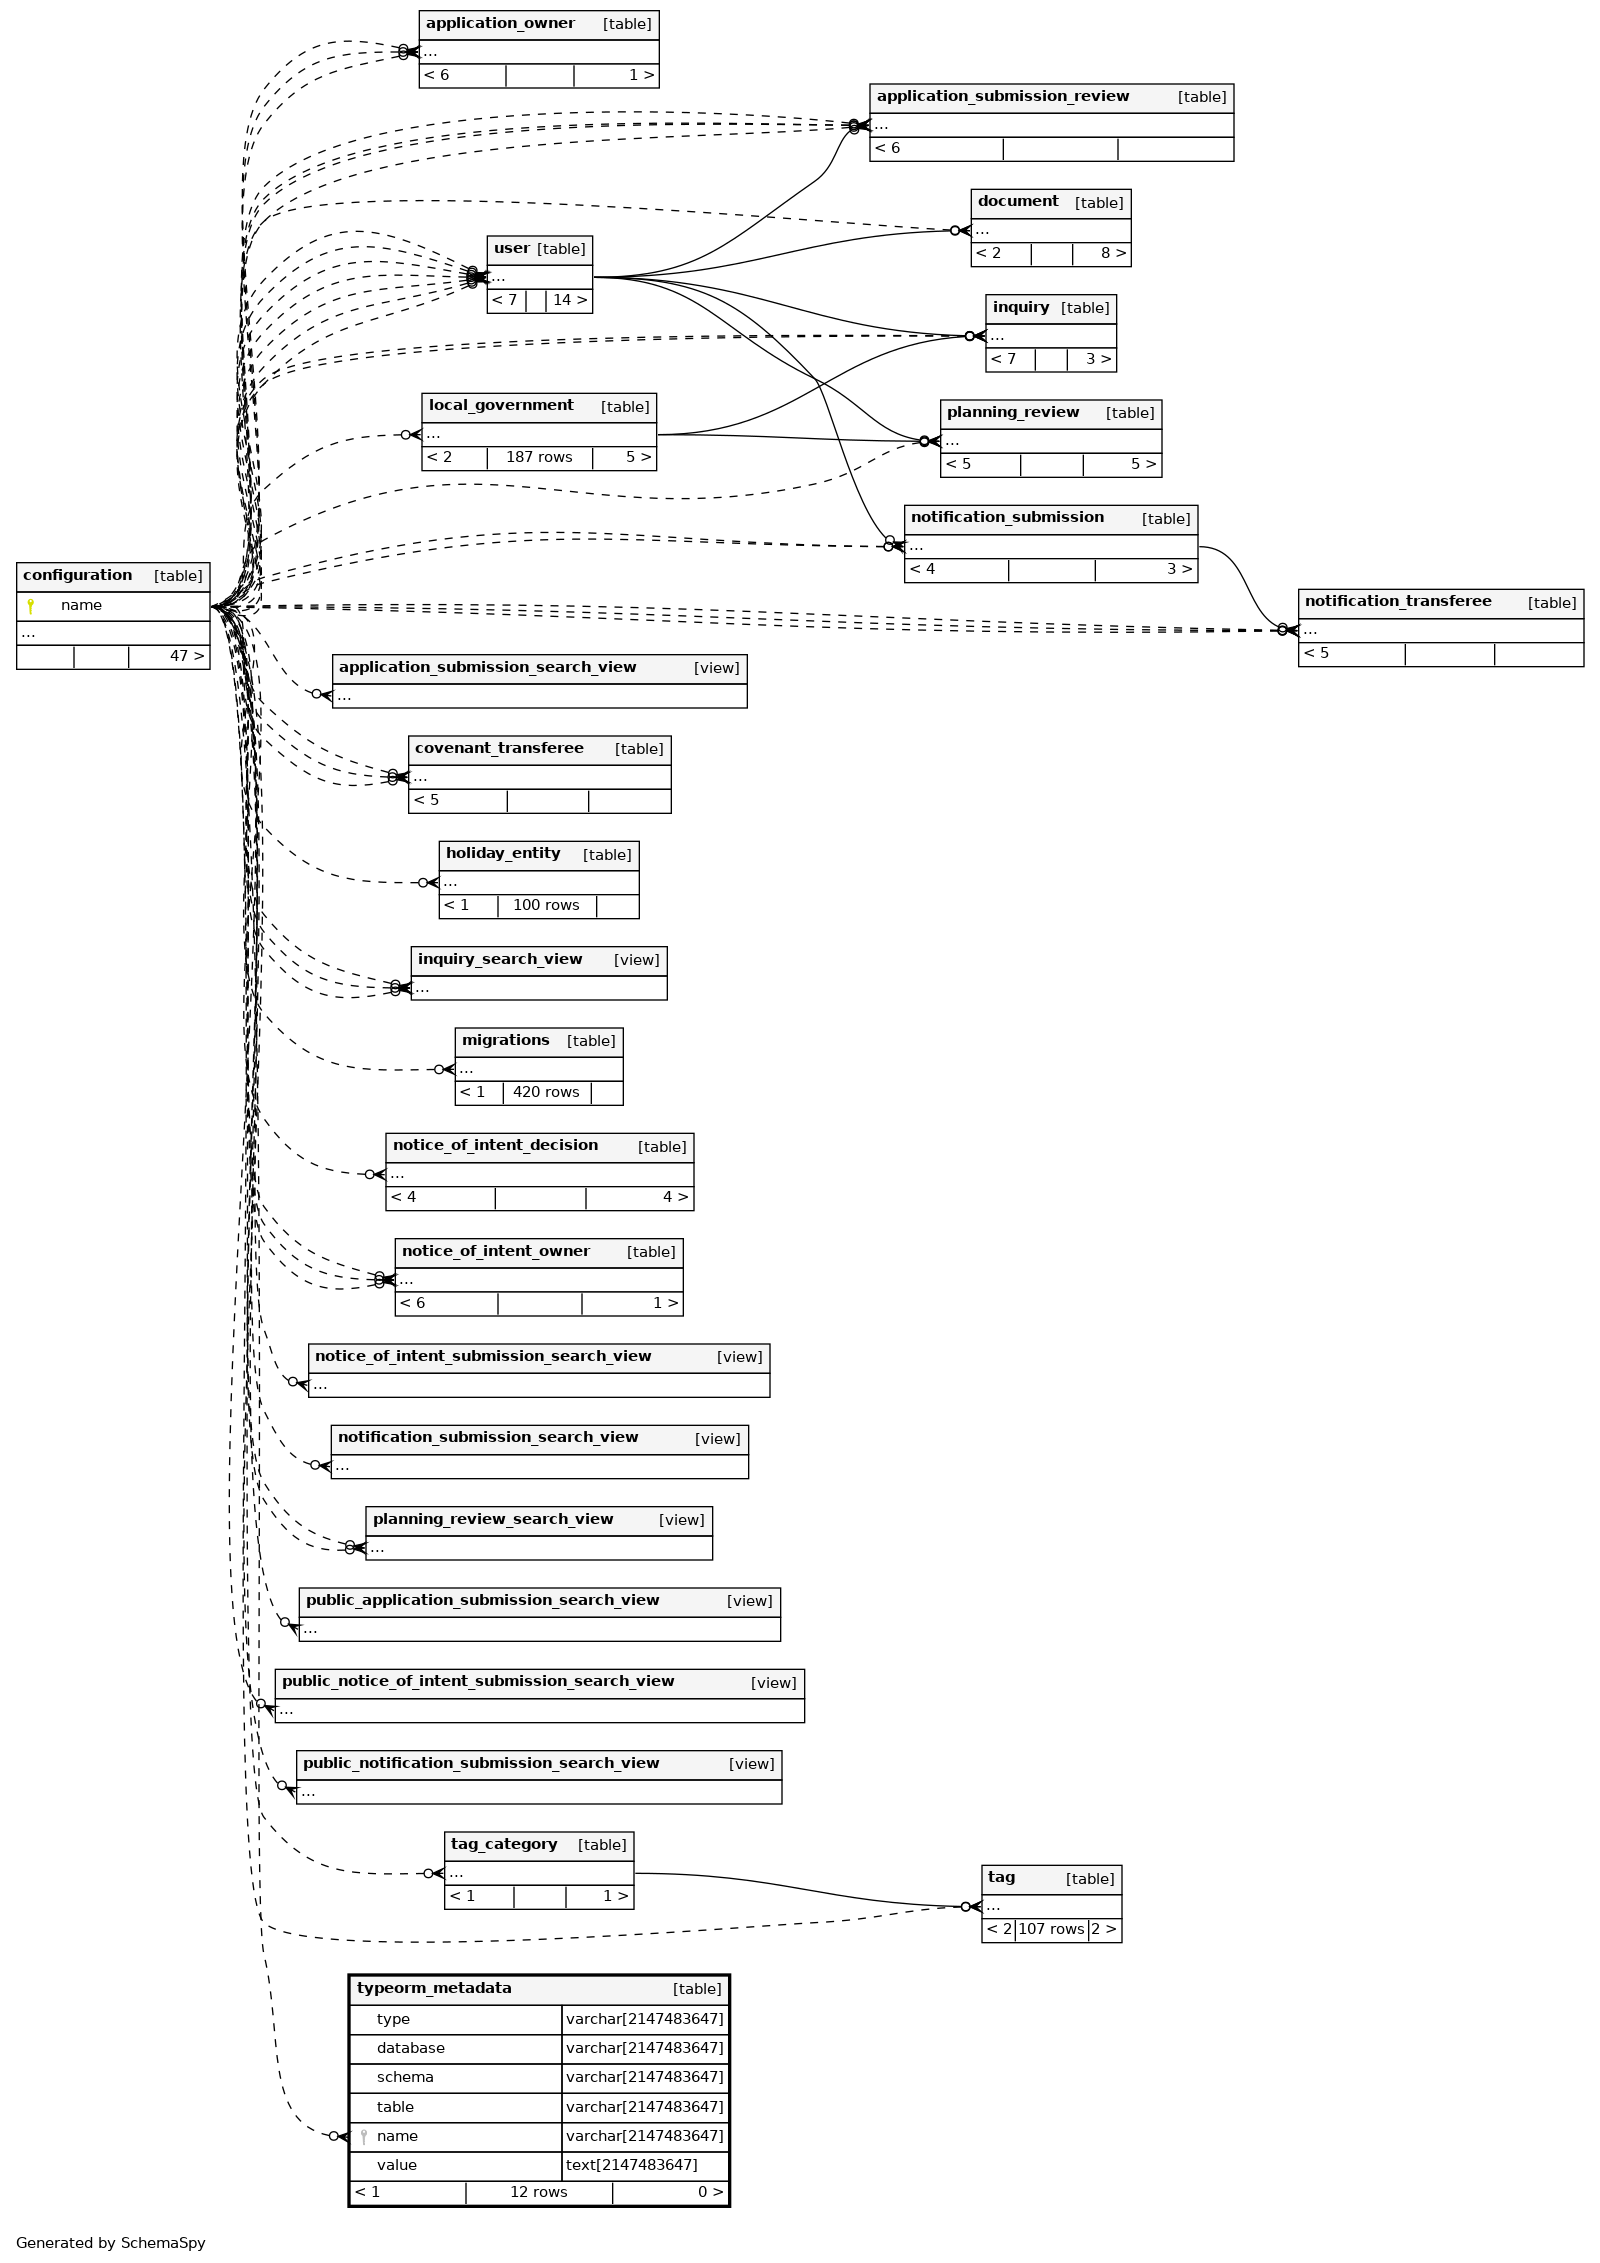 application_owner [table]
...
< 6 1 >
application_submission_review [table]
...
< 6
document [table]
...
< 2 8 >
user [table]
...
< 7 14 >
inquiry [table]
...
< 7 3 >
local_government [table]
...
< 2 187 rows 5 >
planning_review [table]
...
< 5 5 >
notification_submission [table]
...
< 4 3 >
configuration [table]
name
...
47 >
notification_transferee [table]
...
< 5
application_submission_search_view [view]
...
covenant_transferee [table]
...
< 5
holiday_entity [table]
...
< 1 100 rows
inquiry_search_view [view]
...
migrations [table]
...
< 1 420 rows
notice_of_intent_decision [table]
...
< 4 4 >
notice_of_intent_owner [table]
...
< 6 1 >
notice_of_intent_submission_search_view [view]
...
notification_submission_search_view [view]
...
planning_review_search_view [view]
...
public_application_submission_search_view [view]
...
public_notice_of_intent_submission_search_view [view]
...
public_notification_submission_search_view [view]
...
tag_category [table]
...
< 1 1 >
tag [table]
...
< 2 107 rows 2 >
typeorm_metadata [table]
type varchar[2147483647]
database varchar[2147483647]
schema varchar[2147483647]
table varchar[2147483647]
name varchar[2147483647]
value text[2147483647]
< 1 12 rows 0 >
Generated by SchemaSpy